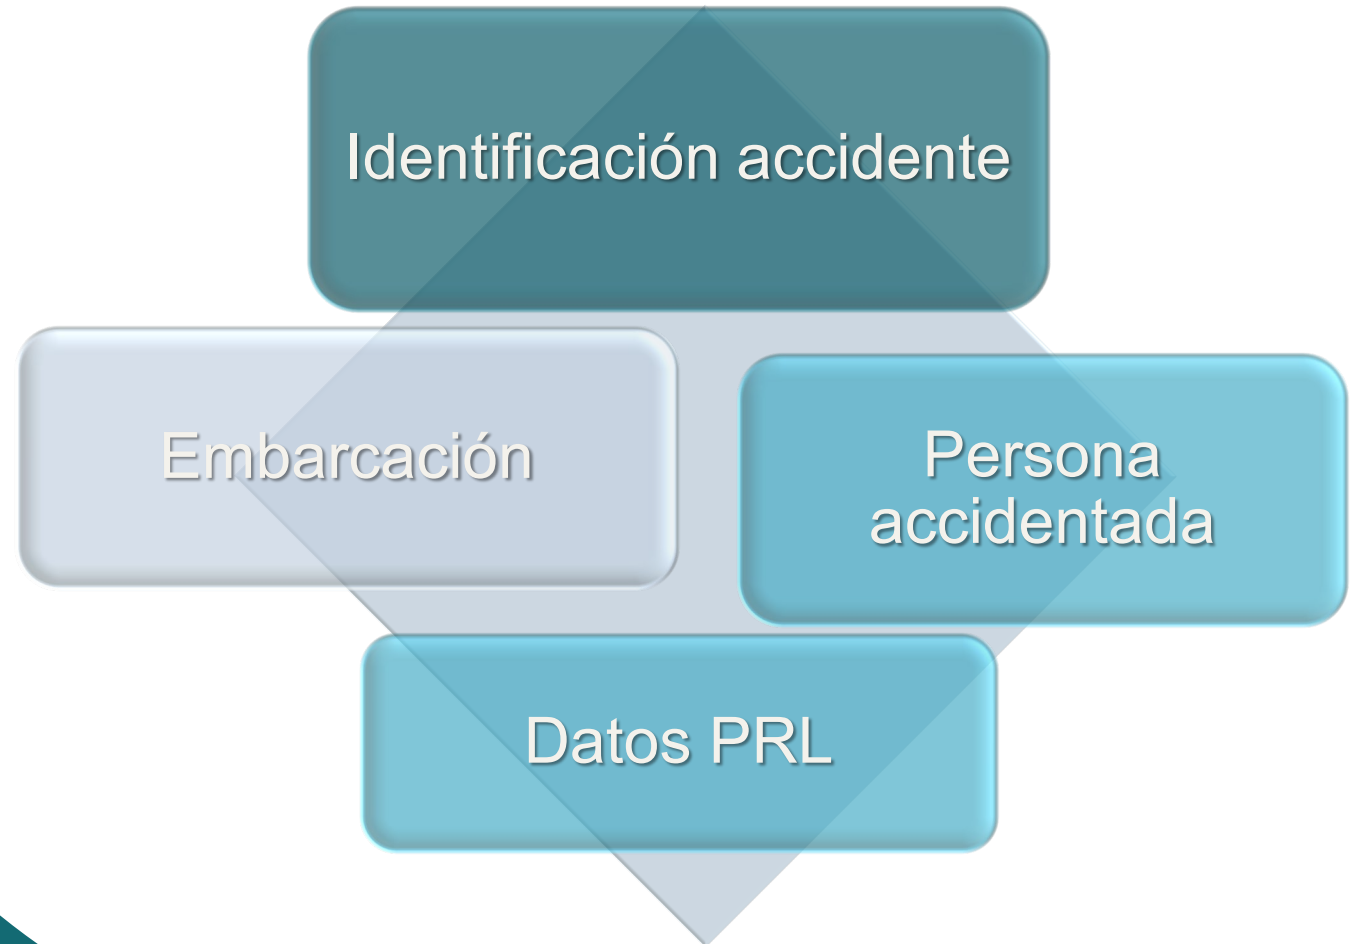 Identificación accidente
Embarcación
Persona
accidentada
Datos PRL